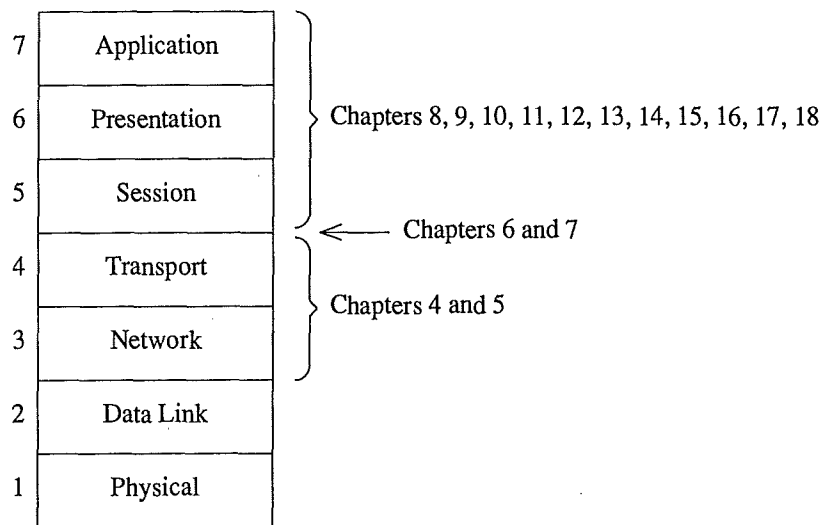 7 Application
6 Presentation
Chapters 8, 9, 10, 11, 12, 13, 14, 15, 16, 17, 18
5 Session
Chapters 6 and 7
4 Transport
Chapters 4 and 5
3 Network
2 Data Link
1 Physical